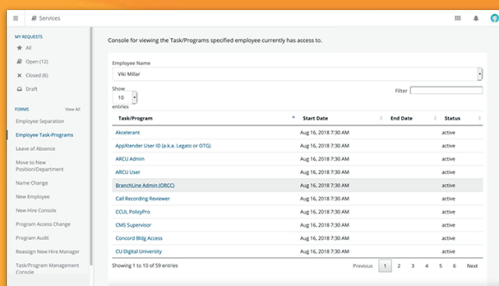 Services
MY REQUESTS
All
Open (12)
Closed (6)
Draft
FORMS View All
Employee Separation
Employee Task-Programs
Leave of Absence
Move to New
Position/Department
Name Change
New Employee
New Hire Console
Program Access Change
Program Audit
Reassign New Hire Manager
Task/Program Management
Console
Console for viewing the Task/Programs specified employee currently has access to.
Employee Name
Viki Millar
Show
10
entries
Filter
Task/Program Start Date End Date Status
Akcelerant Aug 16, 2018 7:30 AM active
AppXtender User ID (a.k.a. Legato or OTG) Aug 16, 2018 7:30 AM active
ARCU Admin Aug 16, 2018 7:30 AM active
ARCU User Aug 16, 2018 7:30 AM active
BranchLine Admin (ORCC) Aug 16, 2018 7:30 AM active
Call Recording Reviewer Aug 16, 2018 7:30 AM active
CCUL PolicyPro Aug 16, 2018 7:30 AM active
CMS Supervisor Aug 16, 2018 7:30 AM active
Concord Bldg Access Aug 16, 2018 7:30 AM active
CU Digital University Aug 16, 2018 7:30 AM active
Showing 1 to 10 of 59 entries Previous 1 2 3 4 5 6 Next